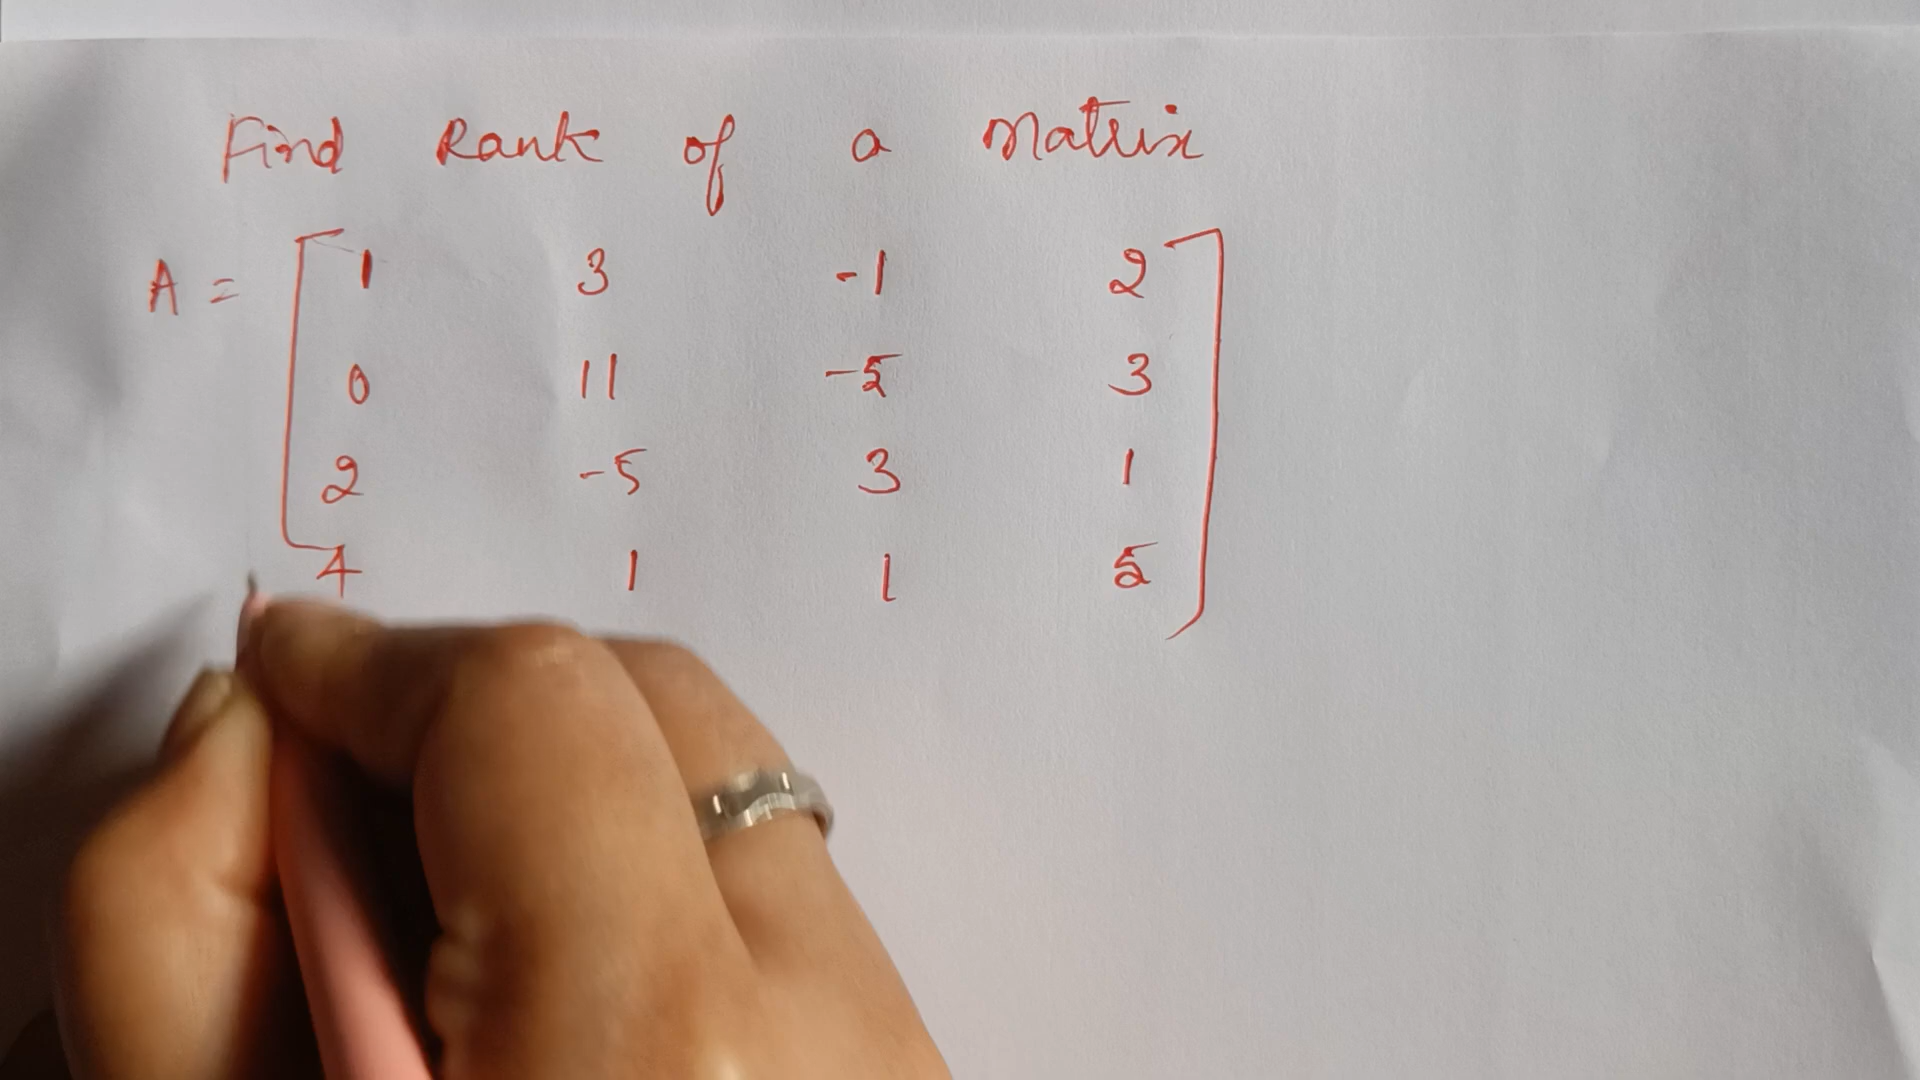 Find Rank of a Matrix
A = [ 1 3 -1 2 ]
0 11 -5 3
2 -5 3 1
4 1 1 5